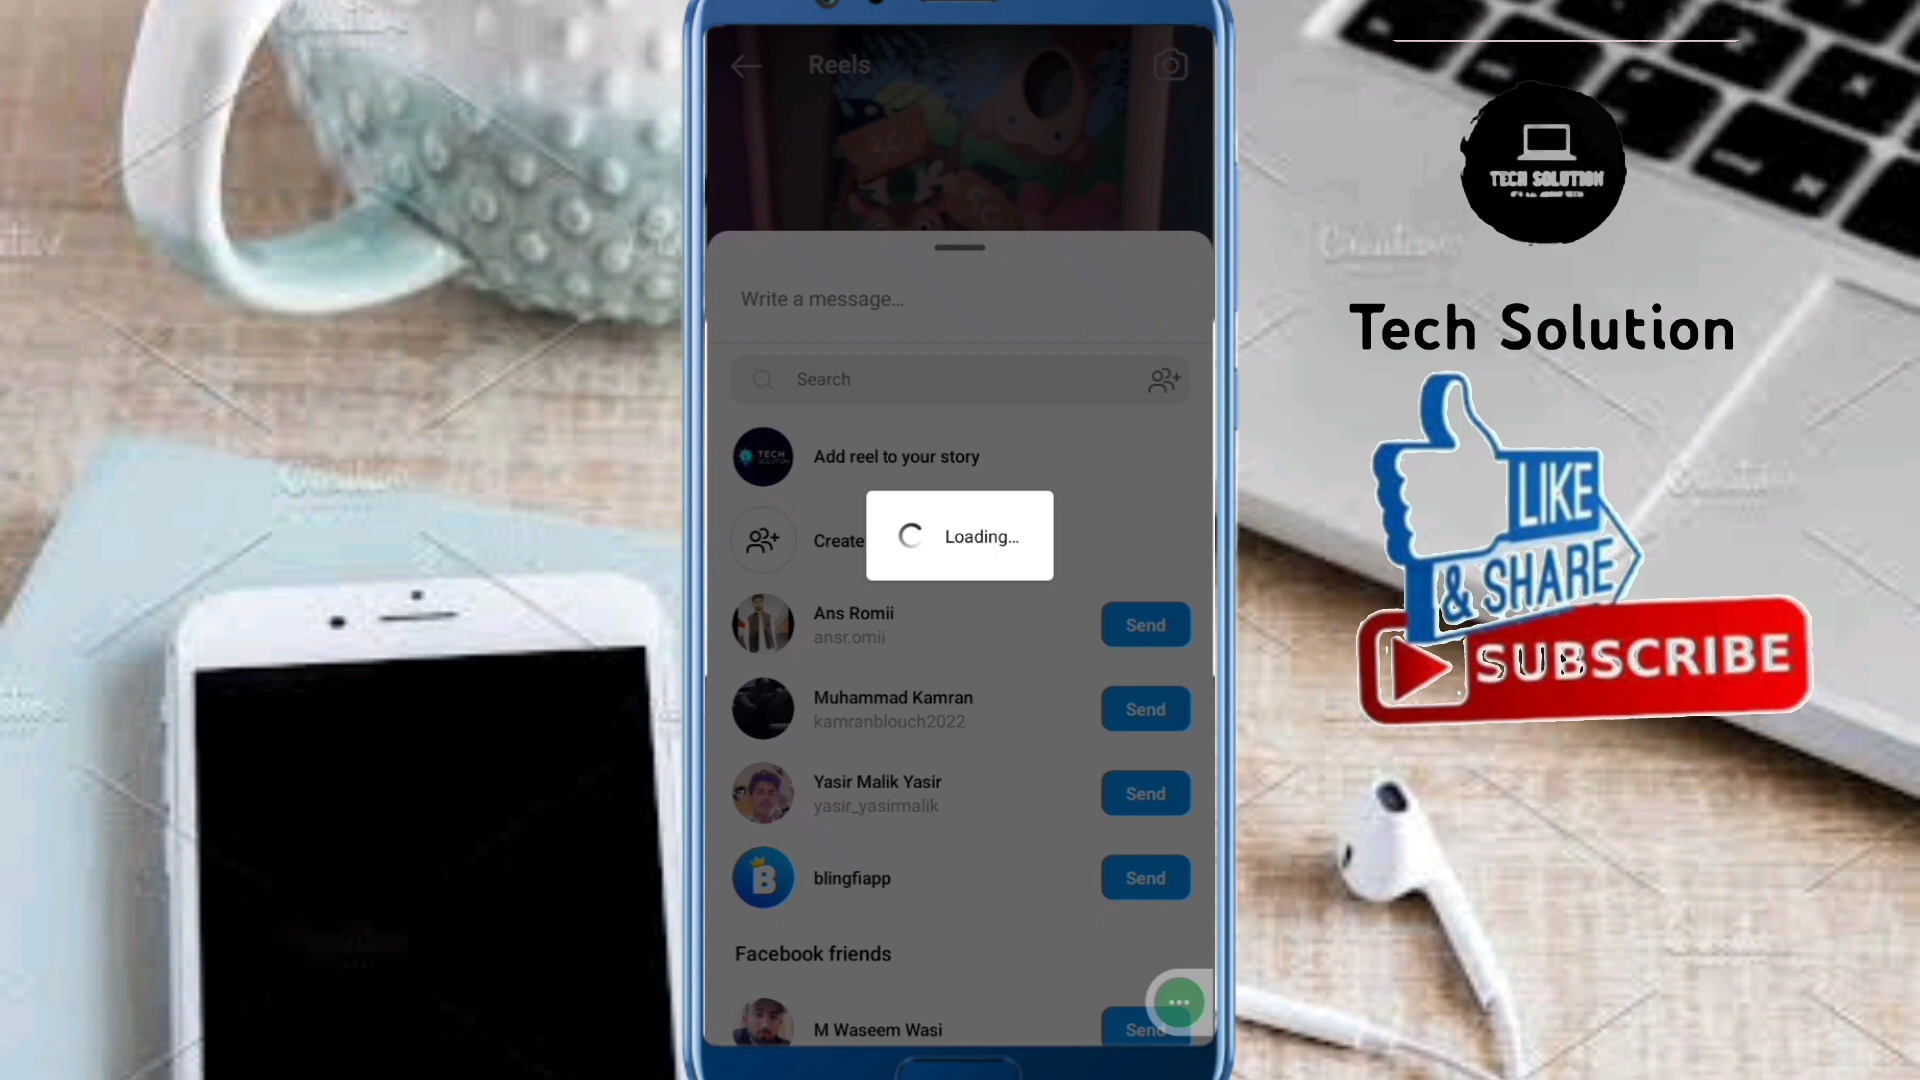 Reels
Write a message...
Search
TECH
SOLUTION
Add reel to your story
Create
Loading...
Ans Romii
ansr.omii
Send
Muhammad Kamran
kamranblouch2022
Send
Yasir Malik Yasir
yasir_yasirmalik
Send
B
blingfiapp
Send
Facebook friends
M Waseem Wasi
Send
TECH SOLUTION
Tech Solution
LIKE
& SHARE
SUBSCRIBE